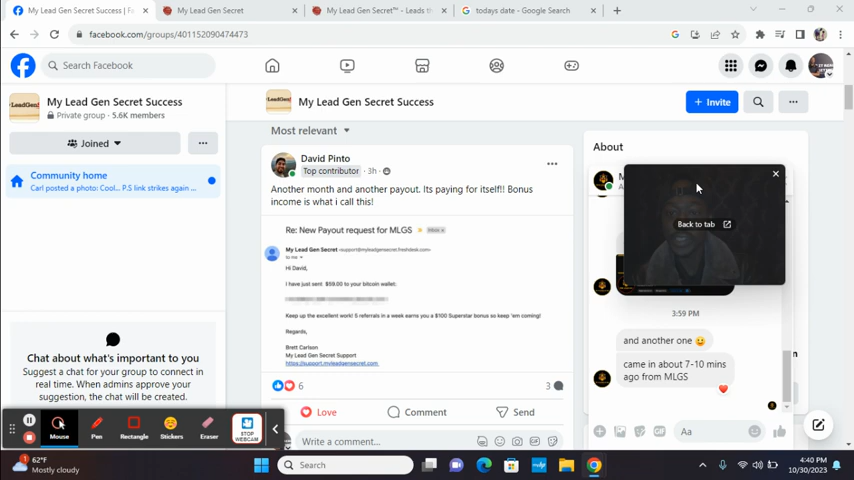 My Lead Gen Secret Success | Fa
My Lead Gen Secret
My Lead Gen Secret™ - Leads th
todays date - Google Search
facebook.com/groups/401152090474473
Search Facebook
LeadGen
My Lead Gen Secret Success
Private group · 5.6K members
Joined
Community home
Carl posted a photo: Cool... P.S link strikes again ...
Chat about what's important to you
Suggest a chat for your group to connect in
real time. When admins approve your
suggestion, the chat will be created.
My Lead Gen Secret Success
+ Invite
Most relevant
David Pinto
Top contributor · 3h ·
Another month and another payout. Its paying for itself!! Bonus
income is what i call this!
Re: New Payout request for MLGS
My Lead Gen Secret <support@myleadgensecret.freshdesk.com>
to me
Hi David,
I have just sent $59.00 to your bitcoin wallet:
Keep up the excellent work! 5 referrals in a week earns you a $100 Superstar bonus so keep 'em coming!
Regards,
Brett Carlson
My Lead Gen Secret Support
https://support.myleadgensecret.com
6
3
Love
Comment
Send
Write a comment...
About
Back to tab
3:59 PM
and another one
came in about 7-10 mins
ago from MLGS
GIF
Aa
Mouse
Pen
Rectangle
Stickers
Eraser
STOP
WEBCAM
62°F
Mostly cloudy
Search
4:40 PM
10/30/2023